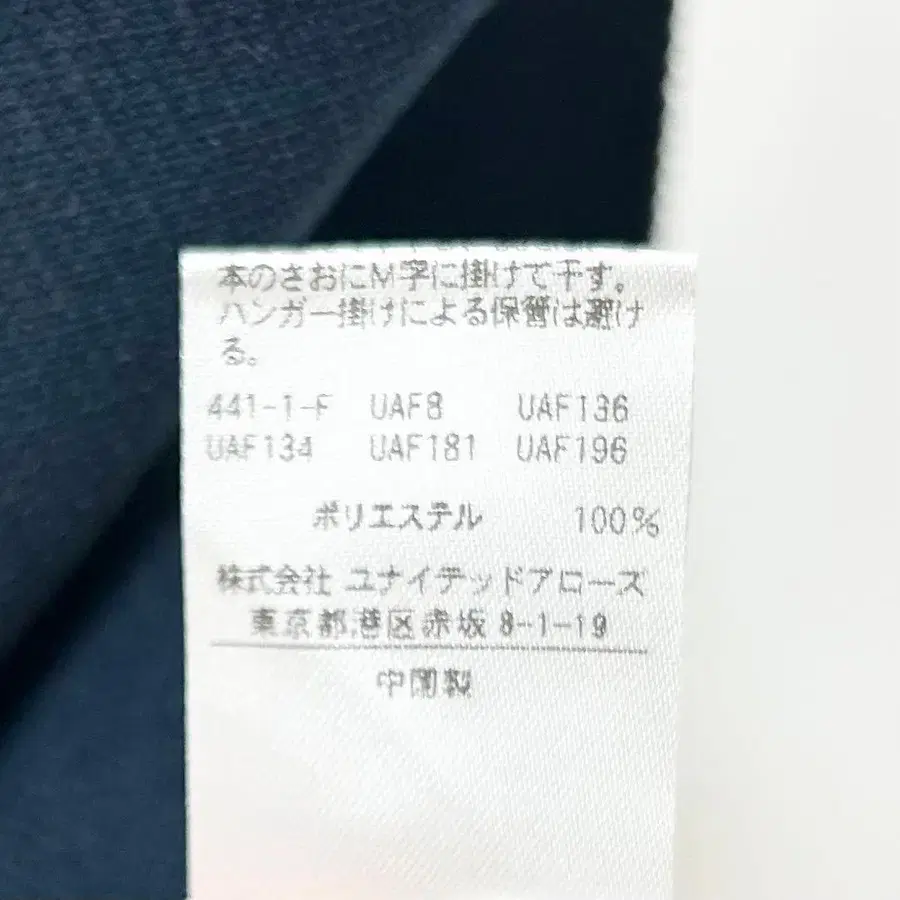 本のさおにM字に掛けて干す。
ハンガー掛けによる保管は避け
る。
441-1-F UAF8 UAF136
UAF134 UAF181 UAF196
ポリエステル 100%
株式会社 ユナイテッドアローズ
東京都港区赤坂 8-1-19
中国製